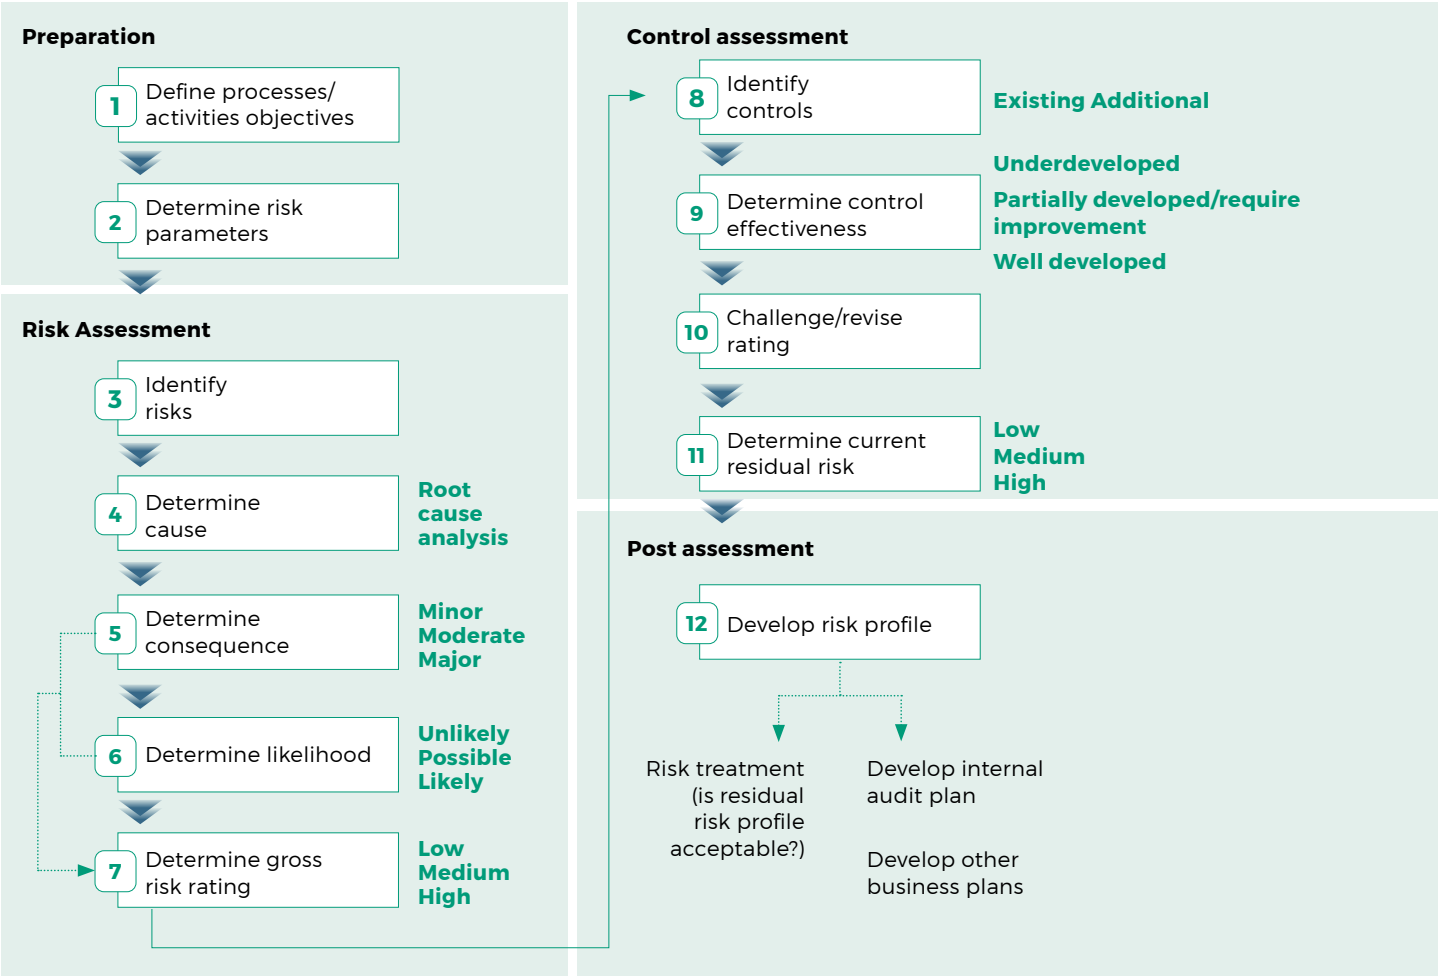 Preparation
1
Define processes/
activities objectives
2
Determine risk
parameters
Risk Assessment
3
Identify
risks
4
Determine
cause
Root
cause
analysis
5
Determine
consequence
Minor
Moderate
Major
6
Determine likelihood
Unlikely
Possible
Likely
7
Determine gross
risk rating
Low
Medium
High
Control assessment
8
Identify
controls
Existing Additional
9
Determine control
effectiveness
Underdeveloped
Partially developed/require
improvement
Well developed
10
Challenge/revise
rating
11
Determine current
residual risk
Low
Medium
High
Post assessment
12
Develop risk profile
Risk treatment
(is residual
risk profile
acceptable?)
Develop internal
audit plan
Develop other
business plans